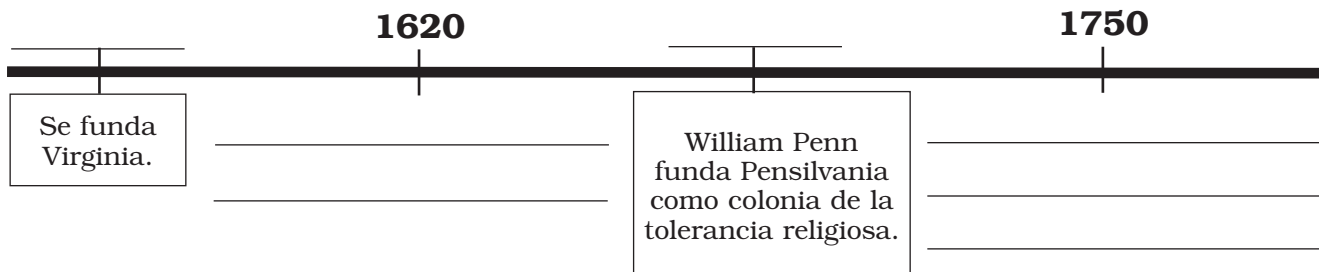 1620
1750
Se funda
Virginia.
William Penn
funda Pensilvania
como colonia de la
tolerancia religiosa.